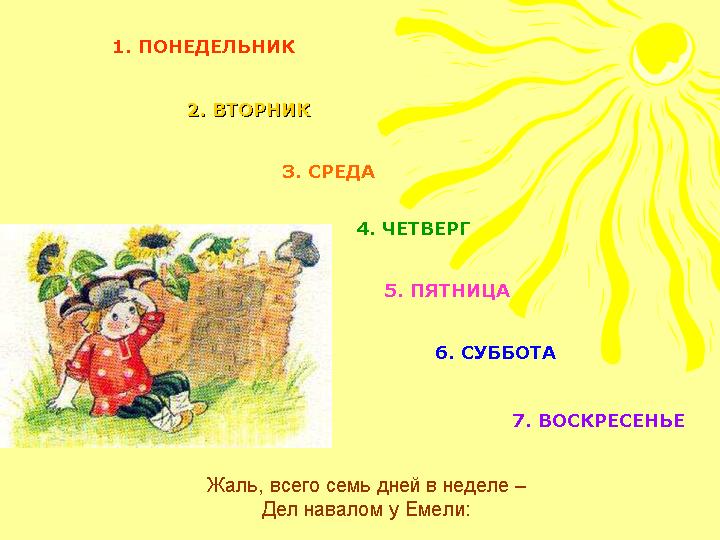 1. ПОНЕДЕЛЬНИК
2. ВТОРНИК
3. СРЕДА
4. ЧЕТВЕРГ
5. ПЯТНИЦА
6. СУББОТА
7. ВОСКРЕСЕНЬЕ
Жаль, всего семь дней в неделе –
Дел навалом у Емели: